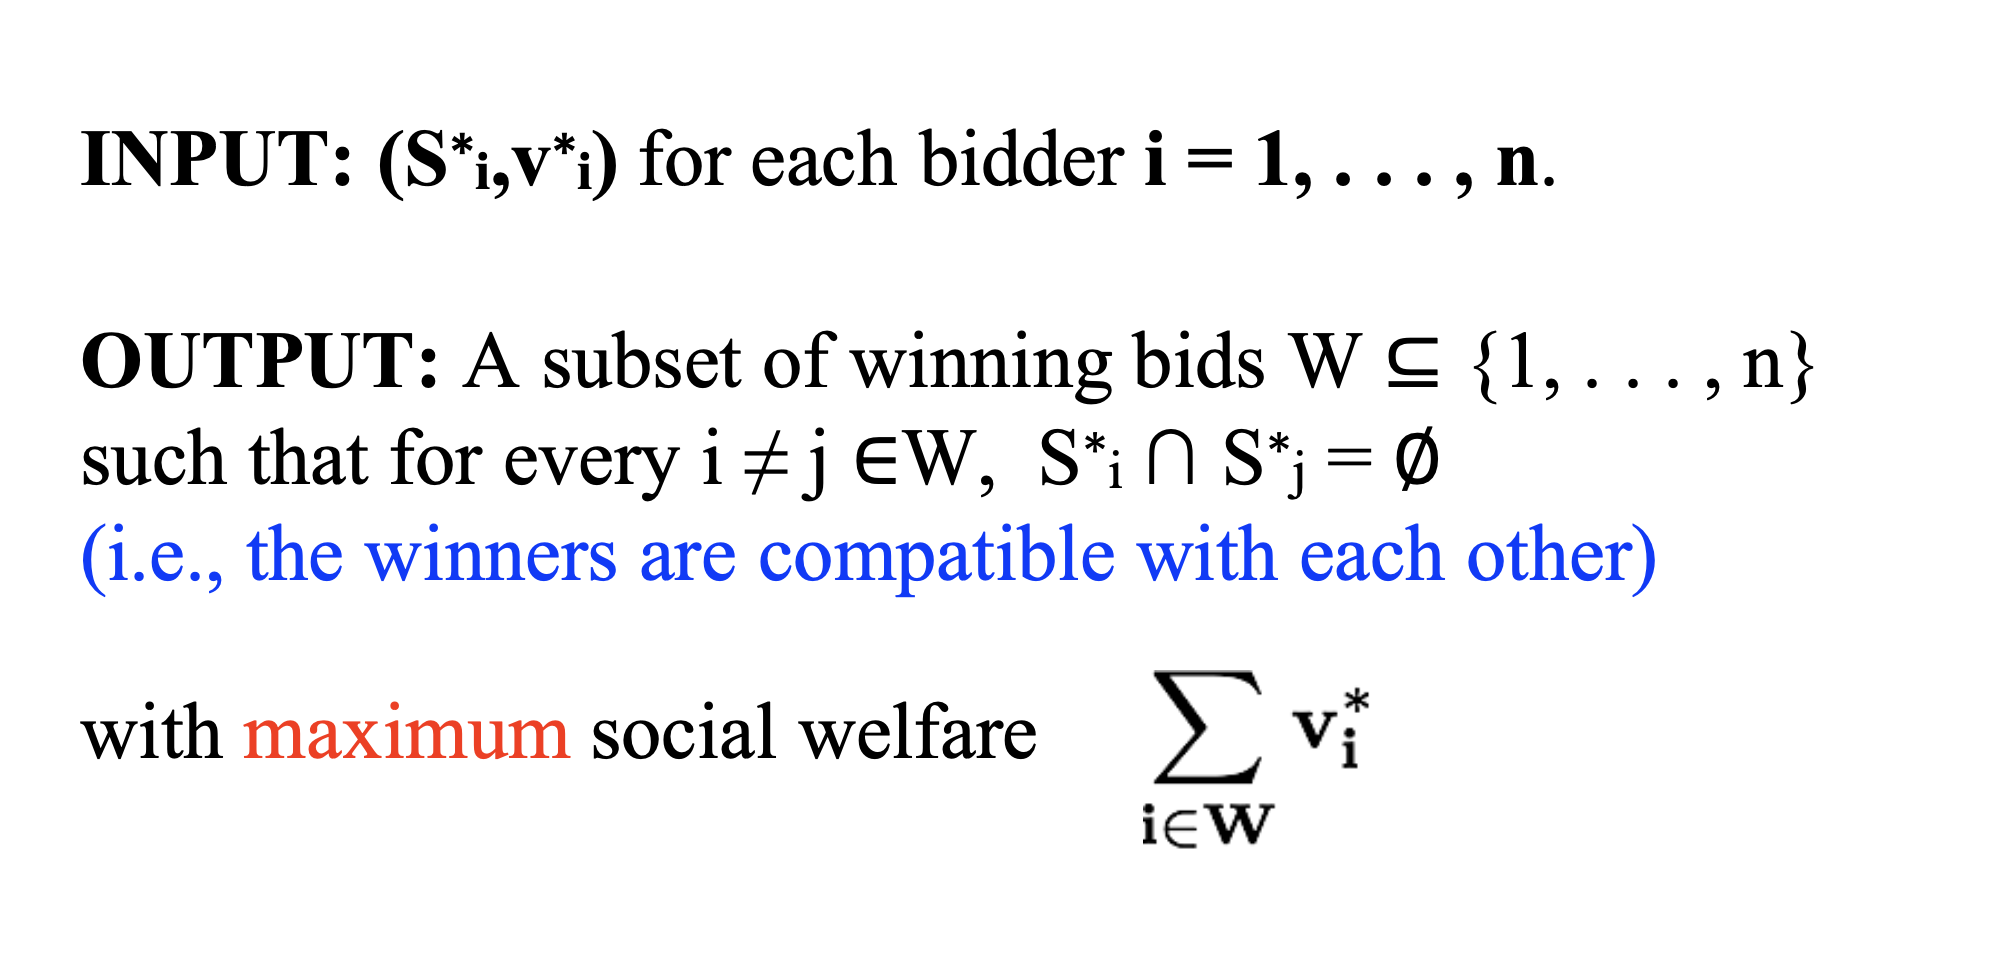 INPUT: (S*i,v*i) for each bidder i = 1, . . . , n.
OUTPUT: A subset of winning bids W ⊆ {1, . . . , n}
such that for every i ≠ j ∈W, S*i ∩ S*j = ∅
(i.e., the winners are compatible with each other)
with maximum social welfare ∑ i∈W v*i